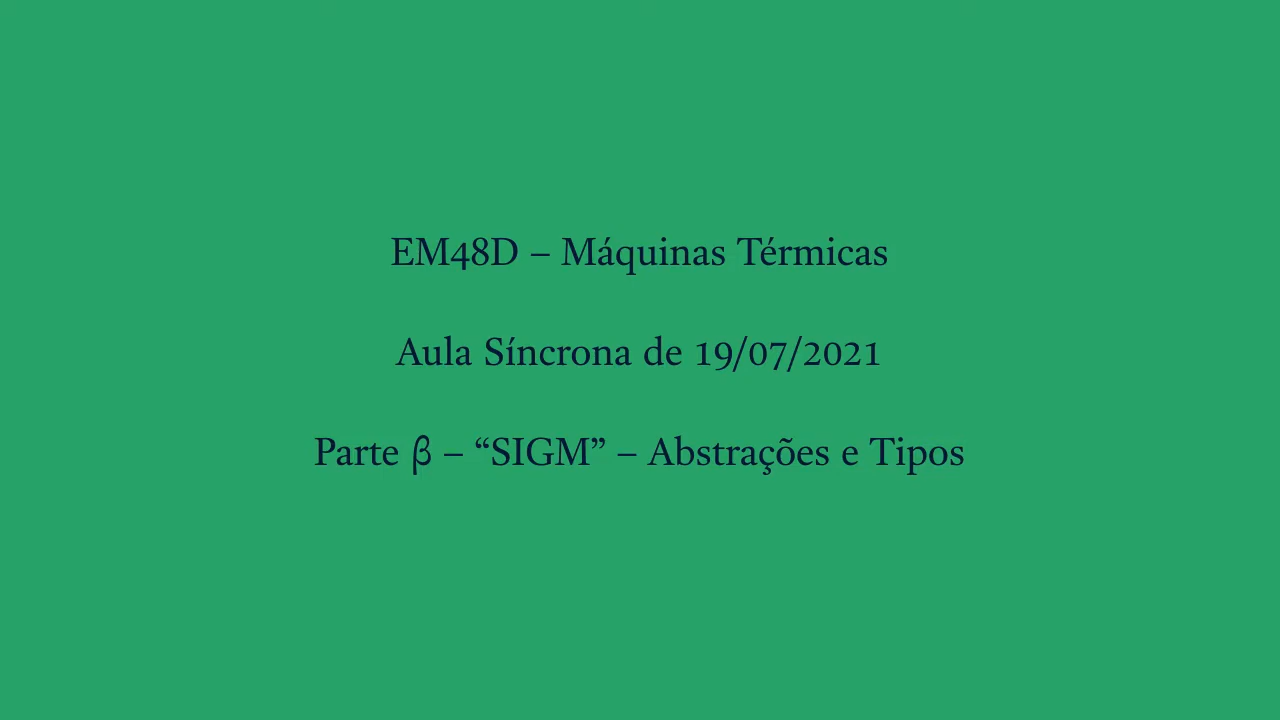 EM48D – Máquinas Térmicas
Aula Síncrona de 19/07/2021
Parte β – “SIGM” – Abstrações e Tipos